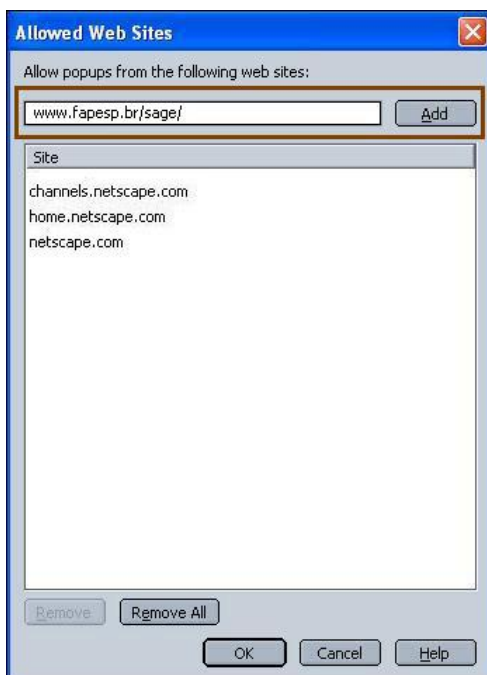 Allowed Web Sites
Allow popups from the following web sites:
www.fapesp.br/sage/
Add
Site
channels.netscape.com
home.netscape.com
netscape.com
Remove
Remove All
OK
Cancel
Help